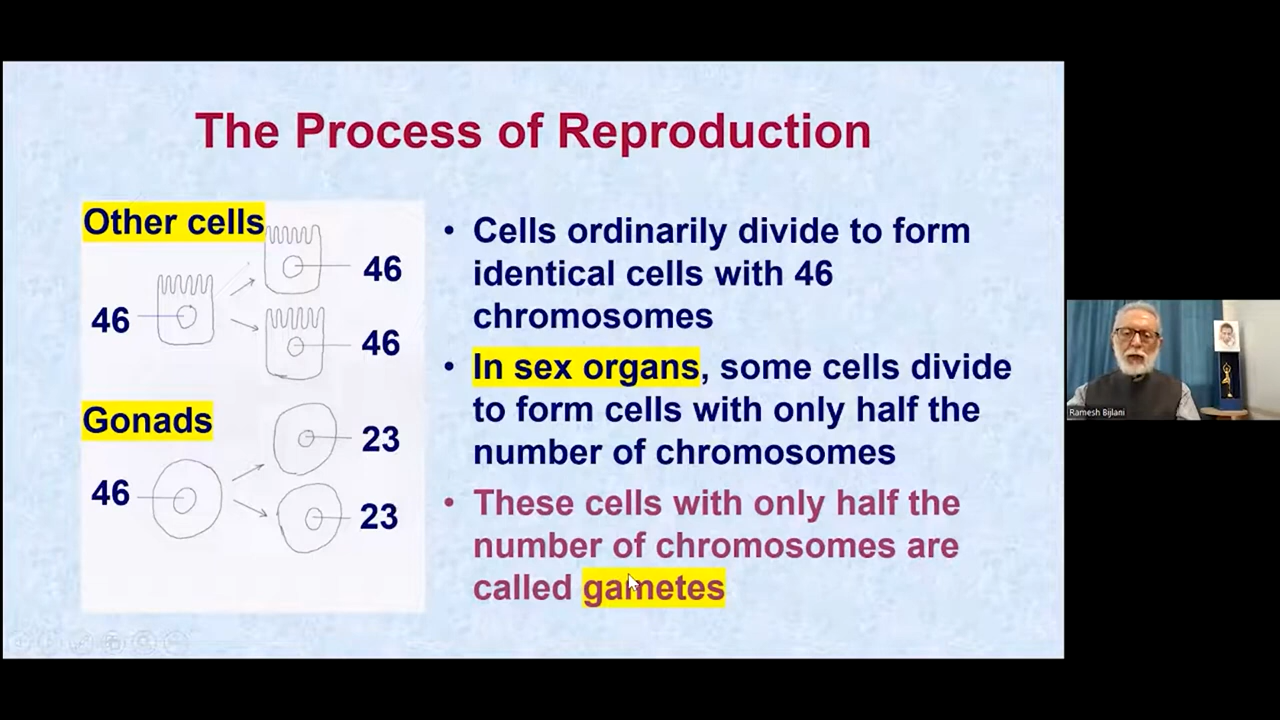 The Process of Reproduction
Other cells
46
46
46
Gonads
46
23
23
• Cells ordinarily divide to form
identical cells with 46
chromosomes
• In sex organs, some cells divide
to form cells with only half the
number of chromosomes
• These cells with only half the
number of chromosomes are
called gametes
Ramesh Bijlani